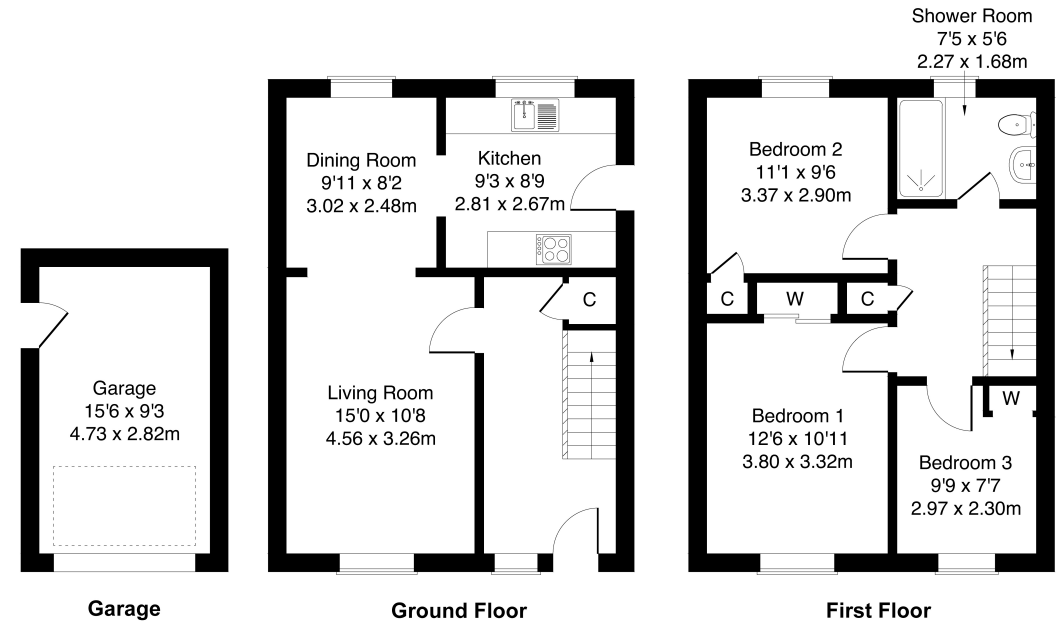 Shower Room
7'5 x 5'6
2.27 x 1.68m
Dining Room
9'11 x 8'2
3.02 x 2.48m
Kitchen
9'3 x 8'9
2.81 x 2.67m
Bedroom 2
11'1 x 9'6
3.37 x 2.90m
C
C
W
C
Garage
15'6 x 9'3
4.73 x 2.82m
Living Room
15'0 x 10'8
4.56 x 3.26m
Bedroom 1
12'6 x 10'11
3.80 x 3.32m
W
Bedroom 3
9'9 x 7'7
2.97 x 2.30m
Garage
Ground Floor
First Floor